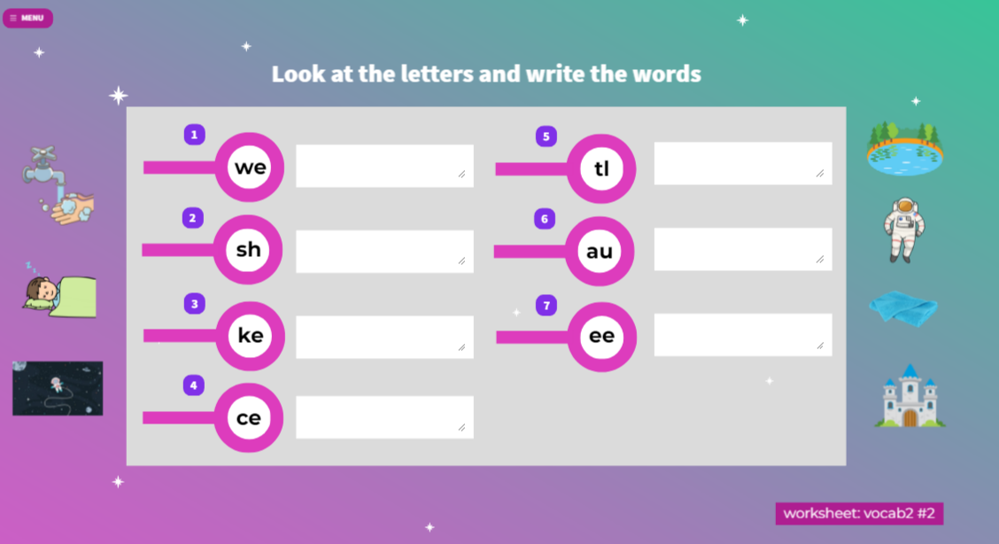 MENU
Look at the letters and write the words
1
we
2
sh
3
ke
4
ce
5
tl
6
au
7
ee
worksheet: vocab2 #2